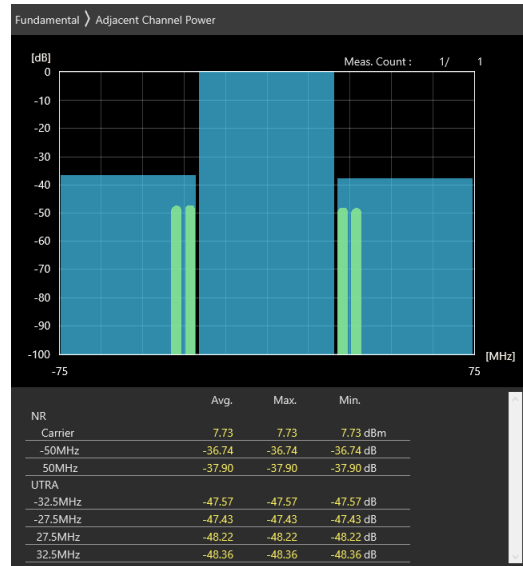 Fundamental 〉 Adjacent Channel Power
[dB] Meas. Count : 1/ 1
0
-10
-20
-30
-40
-50
-60
-70
-80
-90
-100
[MHz]
-75 75
Avg. Max. Min.
NR
Carrier 7.73 7.73 7.73 dBm
-50MHz -36.74 -36.74 -36.74 dB
50MHz -37.90 -37.90 -37.90 dB
UTRA
-32.5MHz -47.57 -47.57 -47.57 dB
-27.5MHz -47.43 -47.43 -47.43 dB
27.5MHz -48.22 -48.22 -48.22 dB
32.5MHz -48.36 -48.36 -48.36 dB